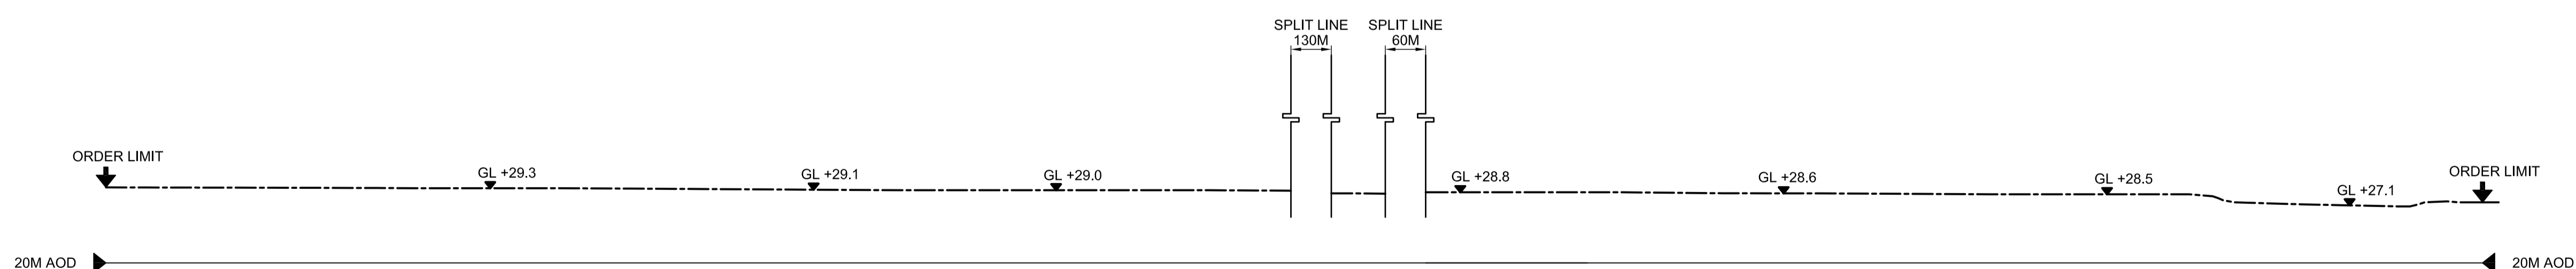 SPLIT LINE
130M
SPLIT LINE
60M
ORDER LIMIT
GL +29.3
GL +29.1
GL +29.0
GL +28.8
GL +28.6
GL +28.5
GL +27.1
ORDER LIMIT
20M AOD
20M AOD